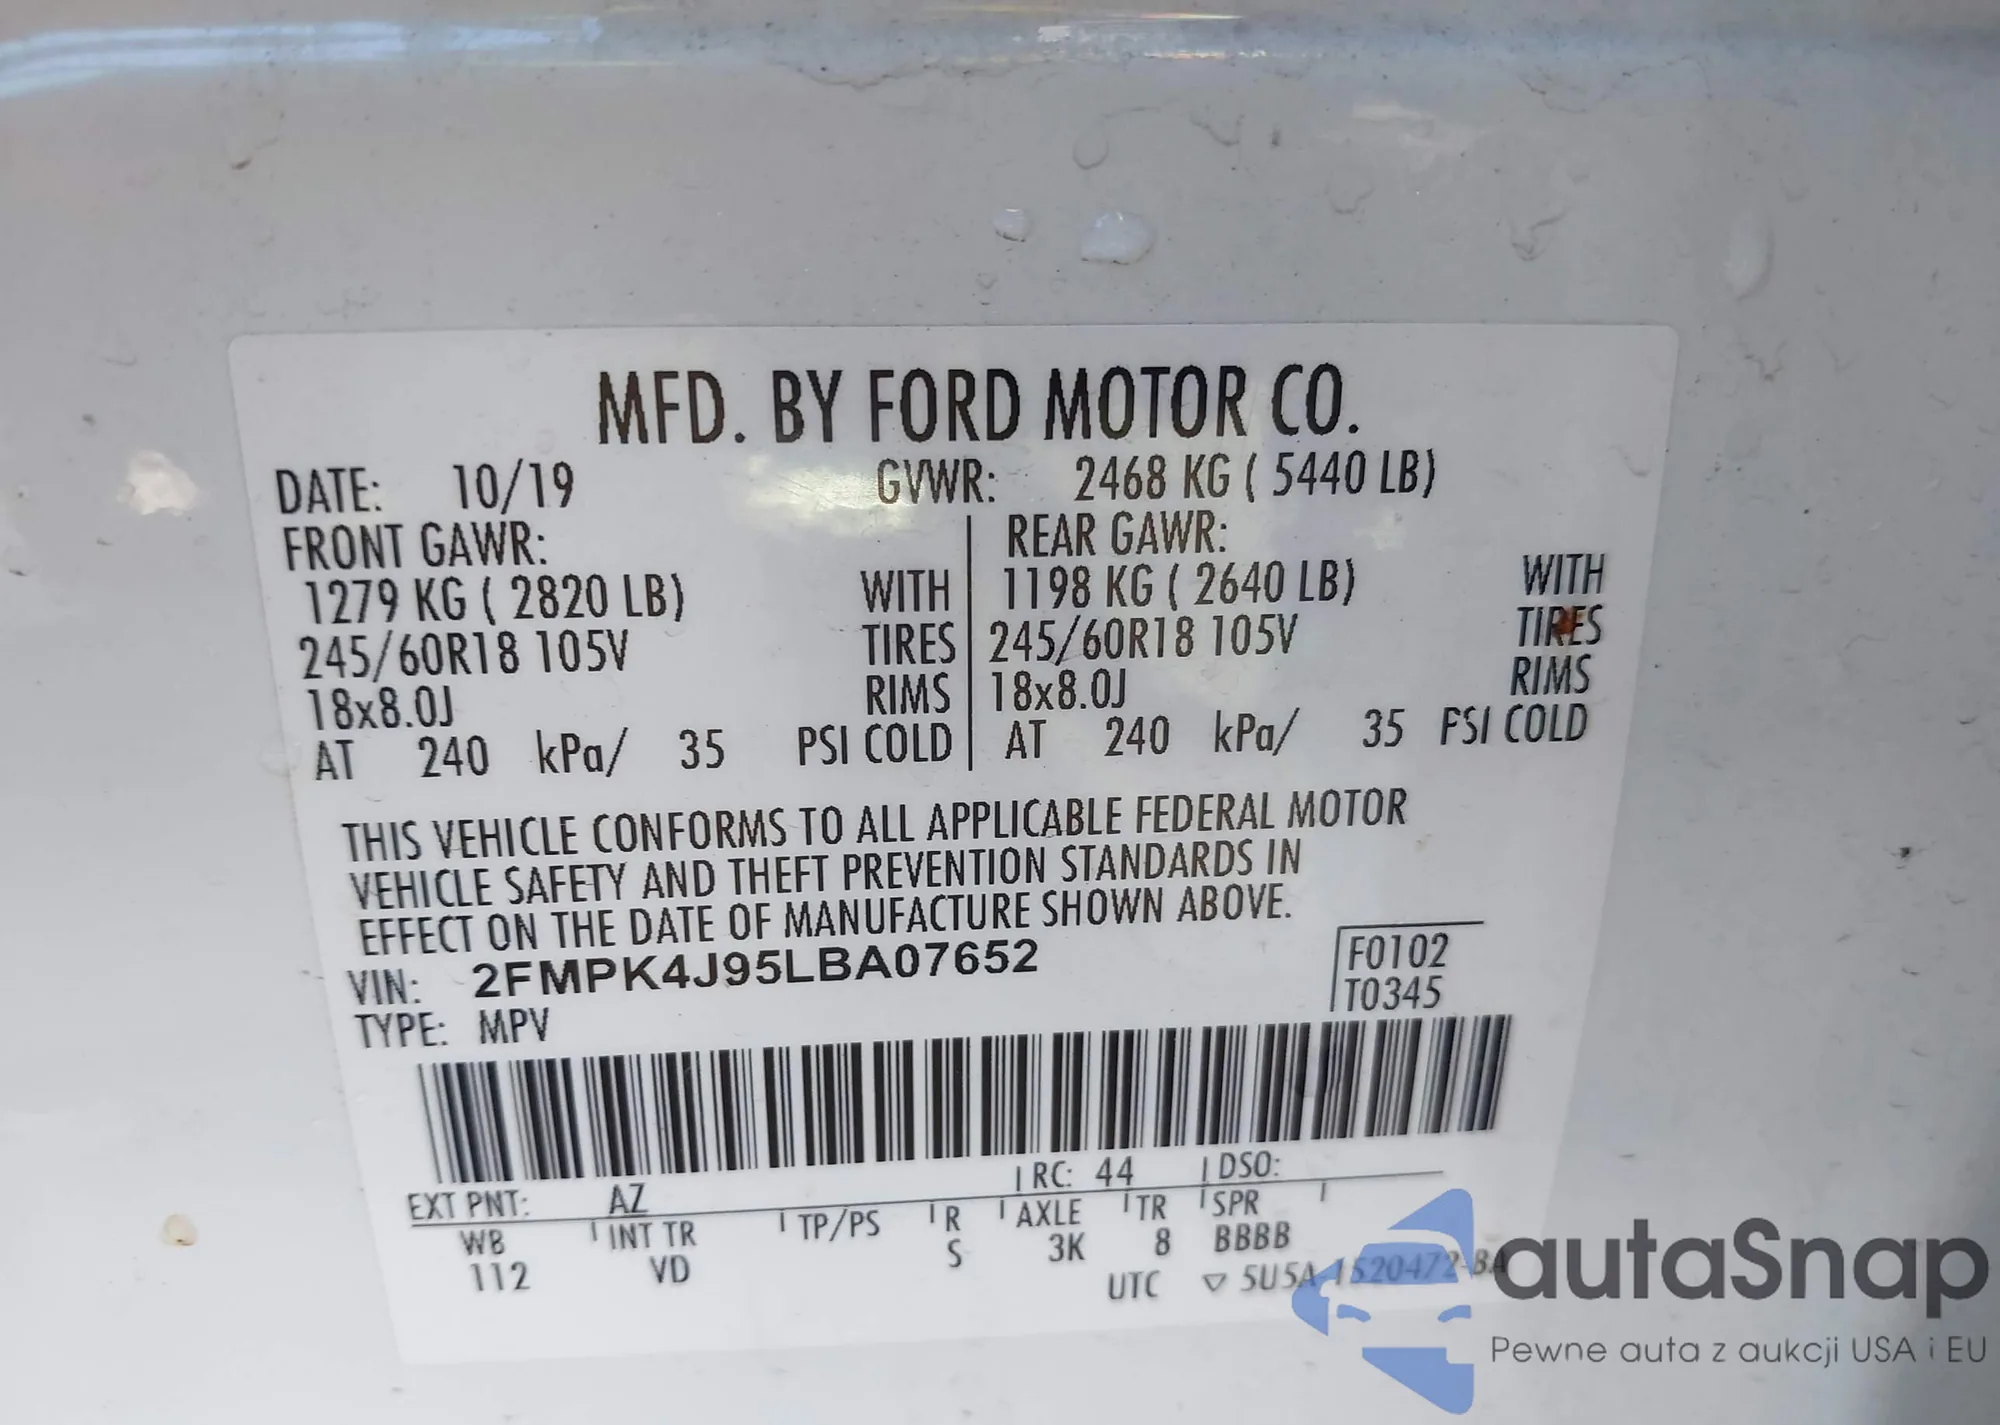 MFD. BY FORD MOTOR CO.
DATE: 10/19 GVWR: 2468 KG ( 5440 LB)
FRONT GAWR: REAR GAWR:
1279 KG ( 2820 LB) WITH 1198 KG ( 2640 LB) WITH
245/60R18 105V TIRES 245/60R18 105V TIRES
18x8.0J RIMS 18x8.0J RIMS
AT 240 kPa/ 35 PSI COLD AT 240 kPa/ 35 PSI COLD
THIS VEHICLE CONFORMS TO ALL APPLICABLE FEDERAL MOTOR
VEHICLE SAFETY AND THEFT PREVENTION STANDARDS IN
EFFECT ON THE DATE OF MANUFACTURE SHOWN ABOVE.
VIN: 2FMPK4J95LBA07652 F0102
TYPE: MPV T0345
EXT PNT: AZ RC: 44 DSO:
WB INT TR TP/PS R AXLE TR SPR
112 VD S 3K 8 BBBB
UTC ▽ 5U5A-1520472-BA
autaSnap
Pewne auta z aukcji USA i EU